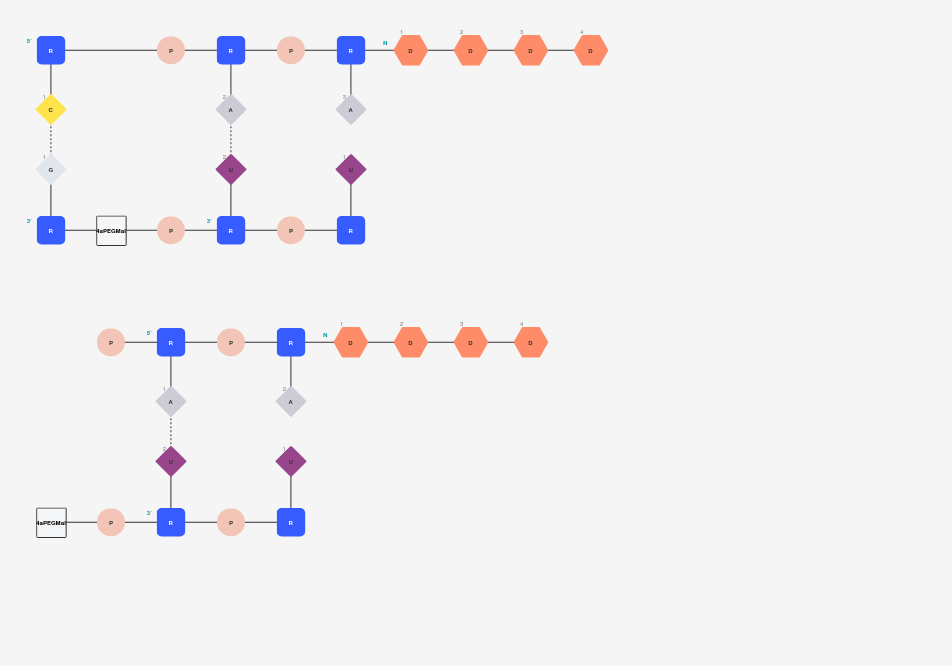 5' R P R P R N 1 D 2 D 3 D 4 D
1 C 2 A 3 A
1 G 2 U 1 U
3' R 4aPEGMal P 3' R P R
P 5' R P R N 1 D 2 D 3 D 4 D
1 A 2 A
2 U 1 U
4aPEGMal P 3' R P R